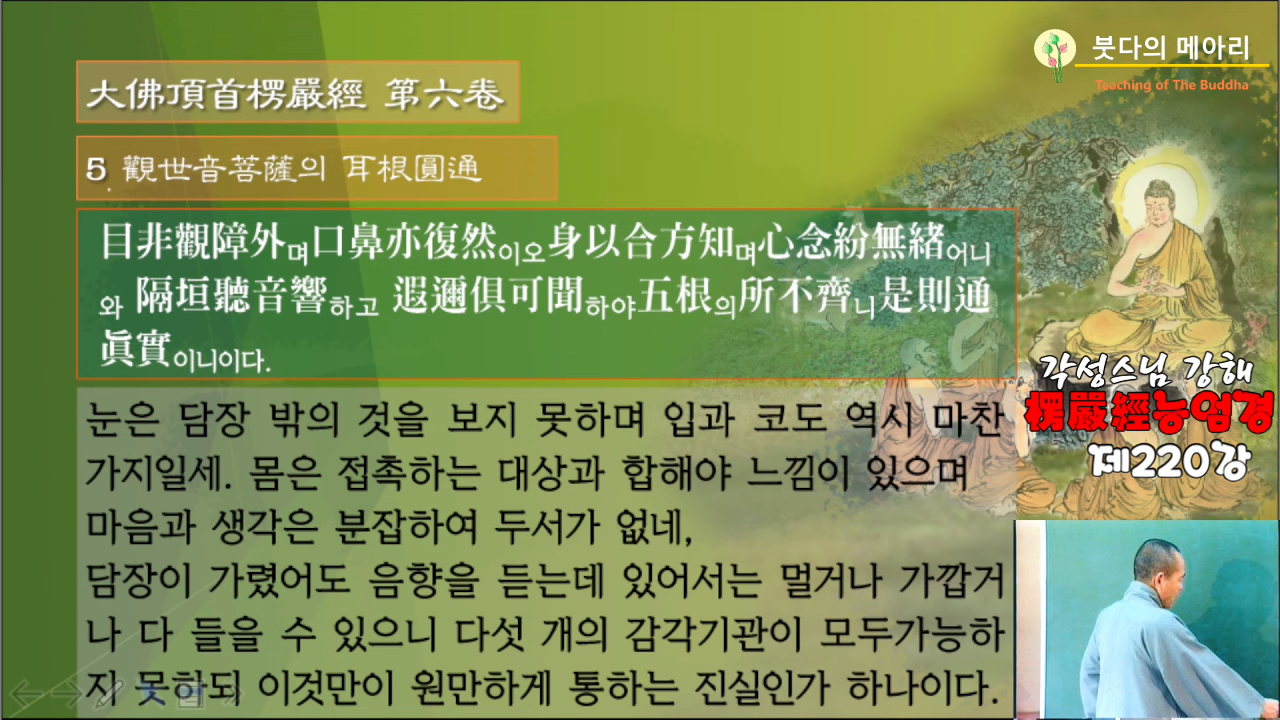 붓다의 메아리
Teaching of The Buddha
大佛頂首楞嚴經 第六卷
5. 觀世音菩薩의 耳根圓通
目非觀障外며口鼻亦復然이오身以合方知며心念紛無緖어니
와 隔垣聽音響하고 遐邇俱可聞하야五根의所不齊니是則通
眞實이니이다.
눈은 담장 밖의 것을 보지 못하며 입과 코도 역시 마찬
가지일세. 몸은 접촉하는 대상과 합해야 느낌이 있으며
마음과 생각은 분잡하여 두서가 없네,
담장이 가렸어도 음향을 듣는데 있어서는 멀거나 가깝거
나 다 들을 수 있으니 다섯 개의 감각기관이 모두가능하
지 못하되 이것만이 원만하게 통하는 진실인가 하나이다.
각성스님 강해
楞嚴經능엄경
제220강